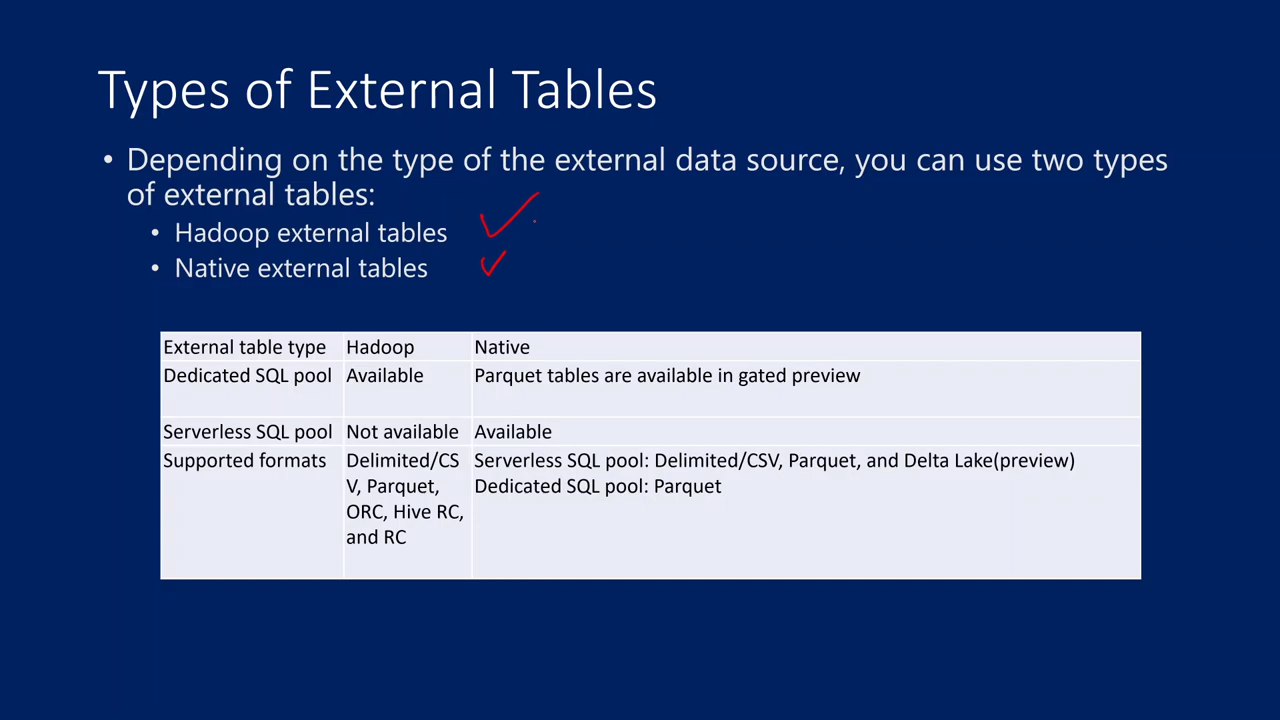 Types of External Tables
• Depending on the type of the external data source, you can use two types
of external tables:
• Hadoop external tables
• Native external tables
External table type Hadoop Native
Dedicated SQL pool Available Parquet tables are available in gated preview
Serverless SQL pool Not available Available
Supported formats Delimited/CS Serverless SQL pool: Delimited/CSV, Parquet, and Delta Lake(preview)
V, Parquet, Dedicated SQL pool: Parquet
ORC, Hive RC,
and RC